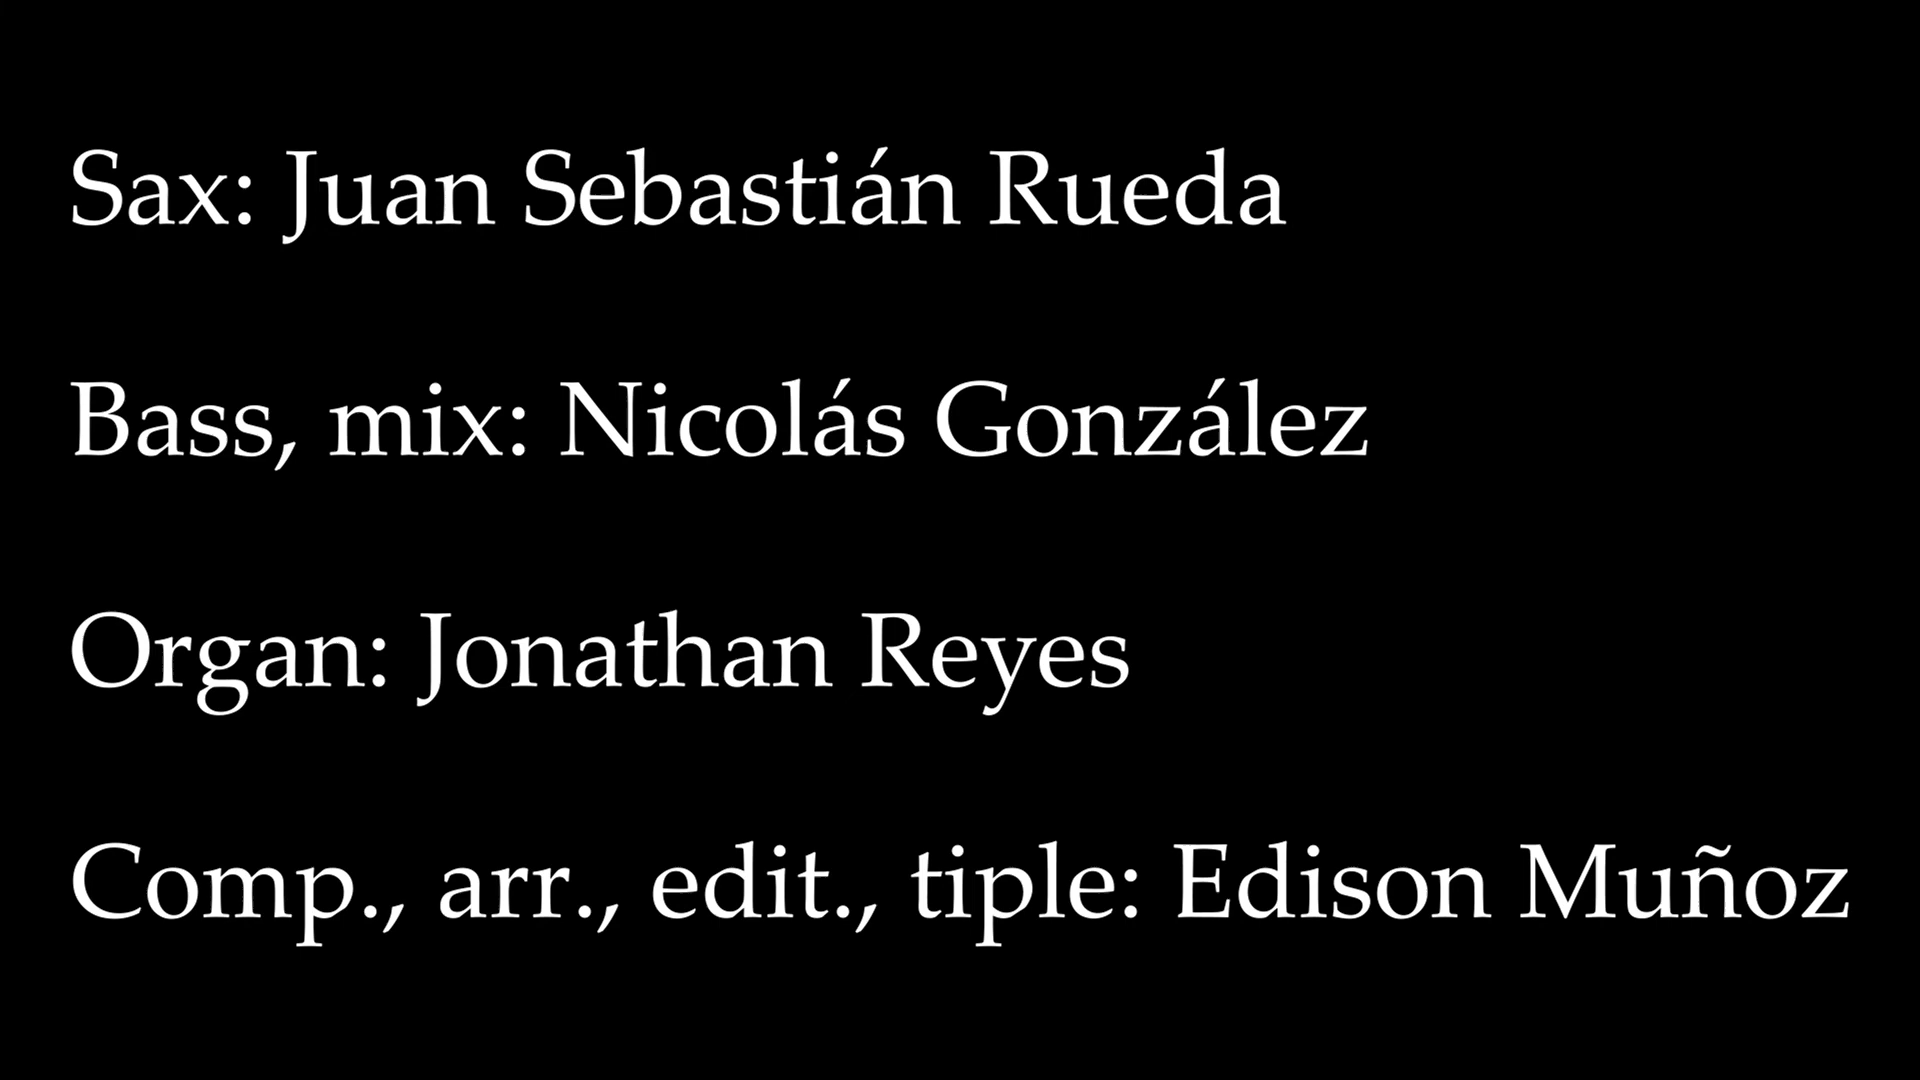 Sax: Juan Sebastián Rueda
Bass, mix: Nicolás González
Organ: Jonathan Reyes
Comp., arr., edit., tiple: Edison Muñoz